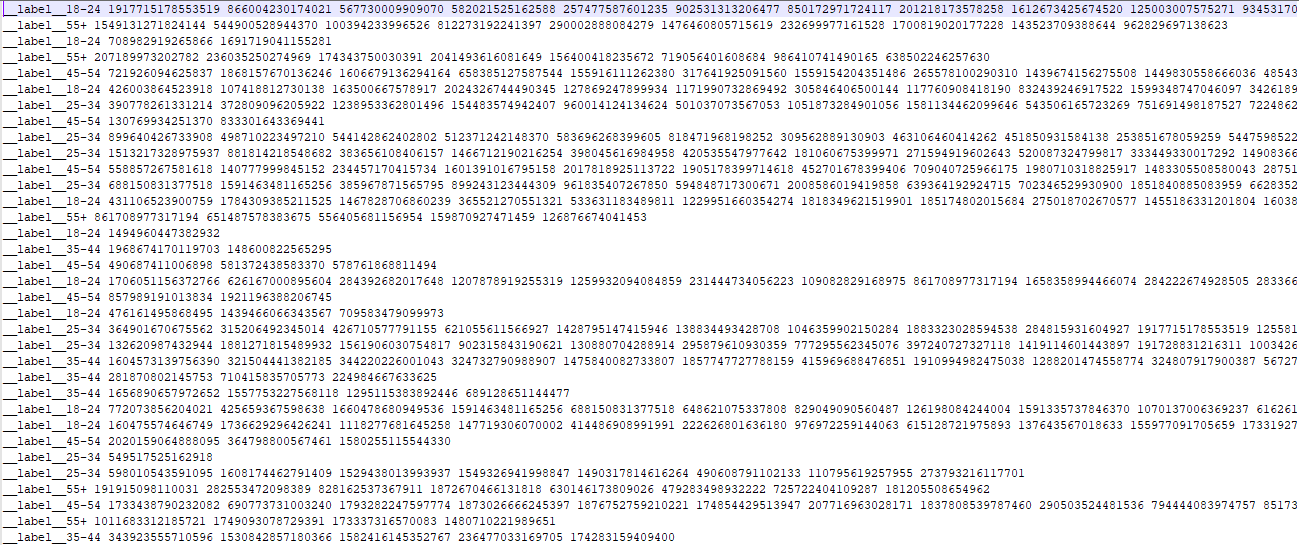 __label__18-24 1917715178553519 866004230174021 567730009909070 582021525162588 257477587601235 902531313206477 850172971724117 201218173578258 1612673425674520 125003007575271 93453170
__label__55+ 1549131271824144 544900528944370 100394233996526 812273192241397 290002888084279 1476460805715619 232699977161528 1700819020177228 143523709388644 962829697138623
__label__18-24 708982919265866 1691719041155281
__label__55+ 207189973202782 236035250274969 174343750030391 2041493616081649 156400418235672 719056401608684 986410741490165 638502246257630
__label__45-54 721926094625837 1868157670136246 1606679136294164 658385127587544 155916111262380 317641925091560 1559154204351486 265578100290310 1439674156275508 1449830558666036 48543
__label__18-24 426003864523918 107418812730138 163500667578917 2024326744490345 127869247899934 1171990732869492 305846406500144 117760908418190 832439246917522 1599348747046097 3426189
__label__25-34 390778261331214 372809096205922 1238953362801496 154483574942407 960014124134624 501037073567053 1051873284901056 1581134462099646 543506165723269 751691498187527 7224862
__label__45-54 130769934251370 833301643369441
__label__25-34 899640426733908 498710223497210 544142862402802 512371242148370 583696268399605 818471968198252 309562889130903 463106460414262 451850931584138 253851678059259 5447598522
__label__25-34 1513217328975937 881814218548682 383656108406157 1466712190216254 398045616984958 420535547977642 181060675399971 271594919602643 520087324799817 333449330017292 14908366
__label__45-54 558857267581618 140777999845152 234457170415734 1601391016795158 2017818925113722 1905178399714618 452701678399406 709040725966175 1980710318825917 1483305508580043 28751
__label__25-34 688150831377518 1591463481165256 385967871565795 899243123444309 961835407267850 594848717300671 2008586019419858 639364192924715 702346529930900 1851840885083959 6628352
__label__18-24 431106523900759 1784309385211525 1467828706860239 365521270551321 533631183489811 1229951660354274 1818349621519901 185174802015684 275018702670577 1455186331201804 16038
__label__55+ 861708977317194 651487578383675 556405681156954 159870927471459 126876674041453
__label__18-24 1494960447382932
__label__35-44 1968674170119703 148600822565295
__label__45-54 490687411006898 581372438583370 578761868811494
__label__18-24 1706051156372766 626167000895604 284392682017648 1207878919255319 1259932094084859 231444734056223 109082829168975 861708977317194 1658358994466074 284222674928505 283366
__label__45-54 857989191013834 1921196388206745
__label__18-24 476161495868495 1439466066343567 709583479099973
__label__25-34 364901670675562 315206492345014 426710577791155 621055611566927 1428795147415946 138834493428708 1046359902150284 1883323028594538 284815931604927 1917715178553519 125581
__label__25-34 132620987432944 1881271815489932 1561906030754817 902315843190621 130880704288914 295879610930359 777295562345076 397240727327118 1419114601443897 191728831216311 1003426
__label__35-44 1604573139756390 321504441382185 344220226001043 324732790988907 1475840082733807 1857747727788159 415969688476851 1910994982475038 1288201474558774 324807917900387 56727
__label__35-44 281870802145753 710415835705773 224984667633625
__label__35-44 1656890657972652 1557753227568118 1295115383892446 689128651144477
__label__18-24 772073856204021 425659367598638 1660478680949536 1591463481165256 688150831377518 648621075337808 829049090560487 126198084244004 1591335737846370 1070137006369237 616261
__label__18-24 160475574646749 1736629296426241 1118277681645258 147719306070002 414486908991991 222626801636180 976972259144063 615128721975893 137643567018633 1559770917056​59 17331927
__label__45-54 2020159064888095 364798800567461 1580255115544330
__label__25-34 549517525162918
__label__25-34 598010543591095 1608174462791409 1529438013993937 1549326941998847 1490317814616264 490608791102133 110795619257955 273793216117701
__label__55+ 191915098110031 282553472098389 828162537367911 1872670466131818 630146173809026 479283498932222 725722404109287 181205508654962
__label__45-54 1733438790232082 690773731003240 1793282247597774 1873026666245397 1876752759210221 174854429513947 207716963028171 1837808539787460 290503524481536 794444083974757 85173
__label__55+ 1011683312185721 1749093078729391 173337316570083 1480710221989651
__label__35-44 343923555710596 1530842857180366 1582416145352767 236477033169705 174283159409400